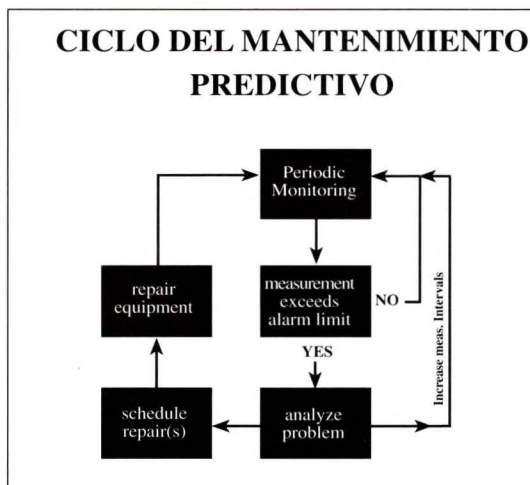 CICLO DEL MANTENIMIENTO
PREDICTIVO
Periodic
Monitoring
measurement
exceeds
alarm limit
NO
YES
analyze
problem
schedule
repair(s)
repair
equipment
Increase meas. Intervals